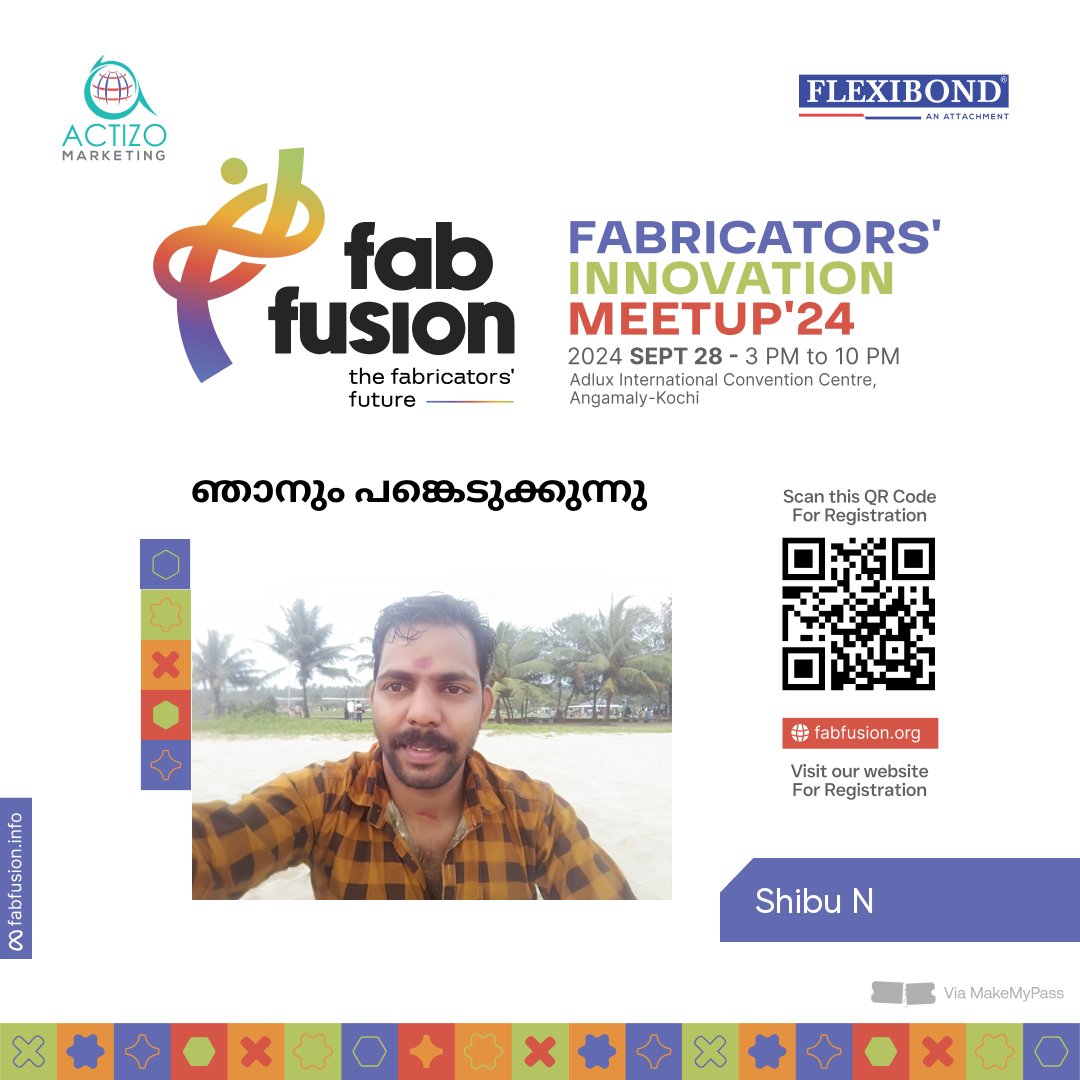 ACTIZO
MARKETING
FLEXIBOND®
AN ATTACHMENT
fab
fusion
the fabricators'
future
FABRICATORS'
INNOVATION
MEETUP'24
2024 SEPT 28 - 3 PM to 10 PM
Adlux International Convention Centre,
Angamaly-Kochi
ഞാനും പങ്കെടുക്കുന്നു
Scan this QR Code
For Registration
fabfusion.org
Visit our website
For Registration
fabfusion.info
Shibu N
Via MakeMyPass